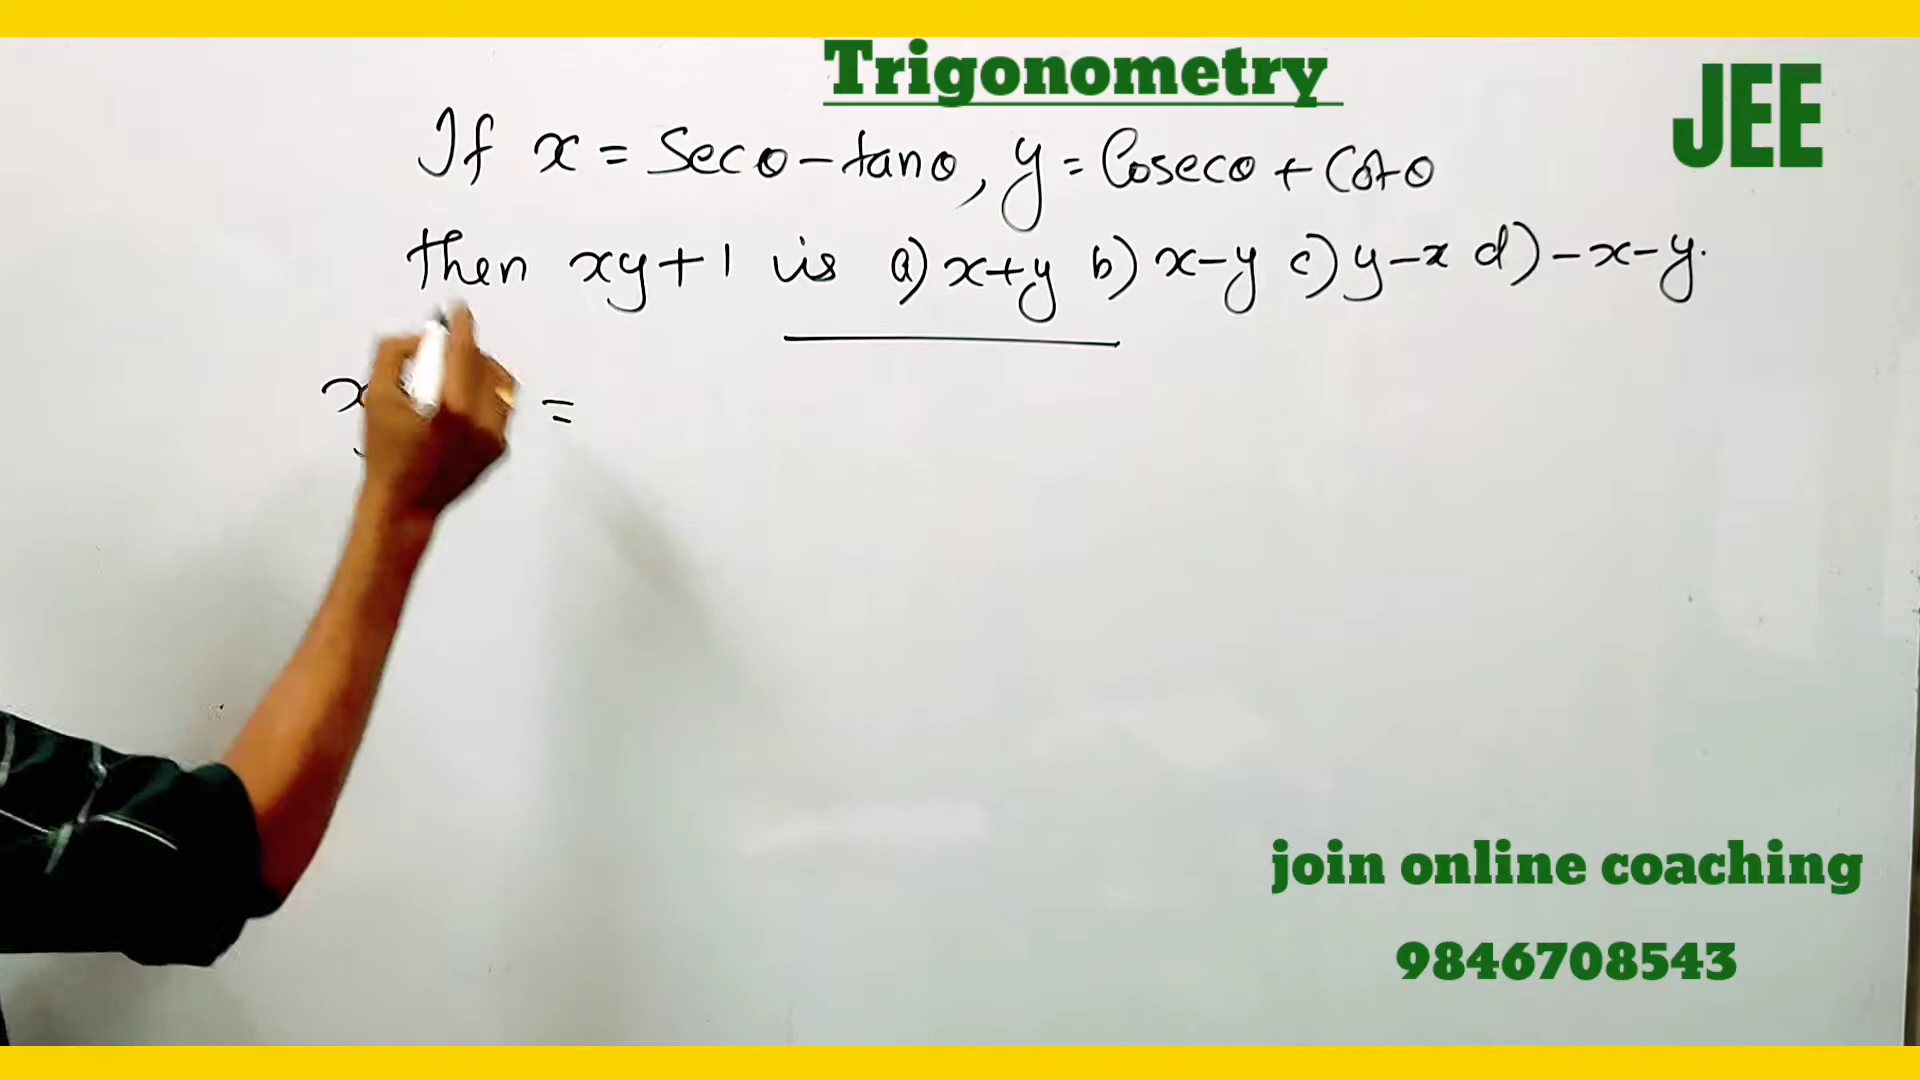 Trigonometry
JEE
If x = Secθ - tanθ, y = Cosecθ + Cotθ
then xy + 1 is a) x+y b) x-y c) y-x d) -x-y.
x =
join online coaching
9846708543